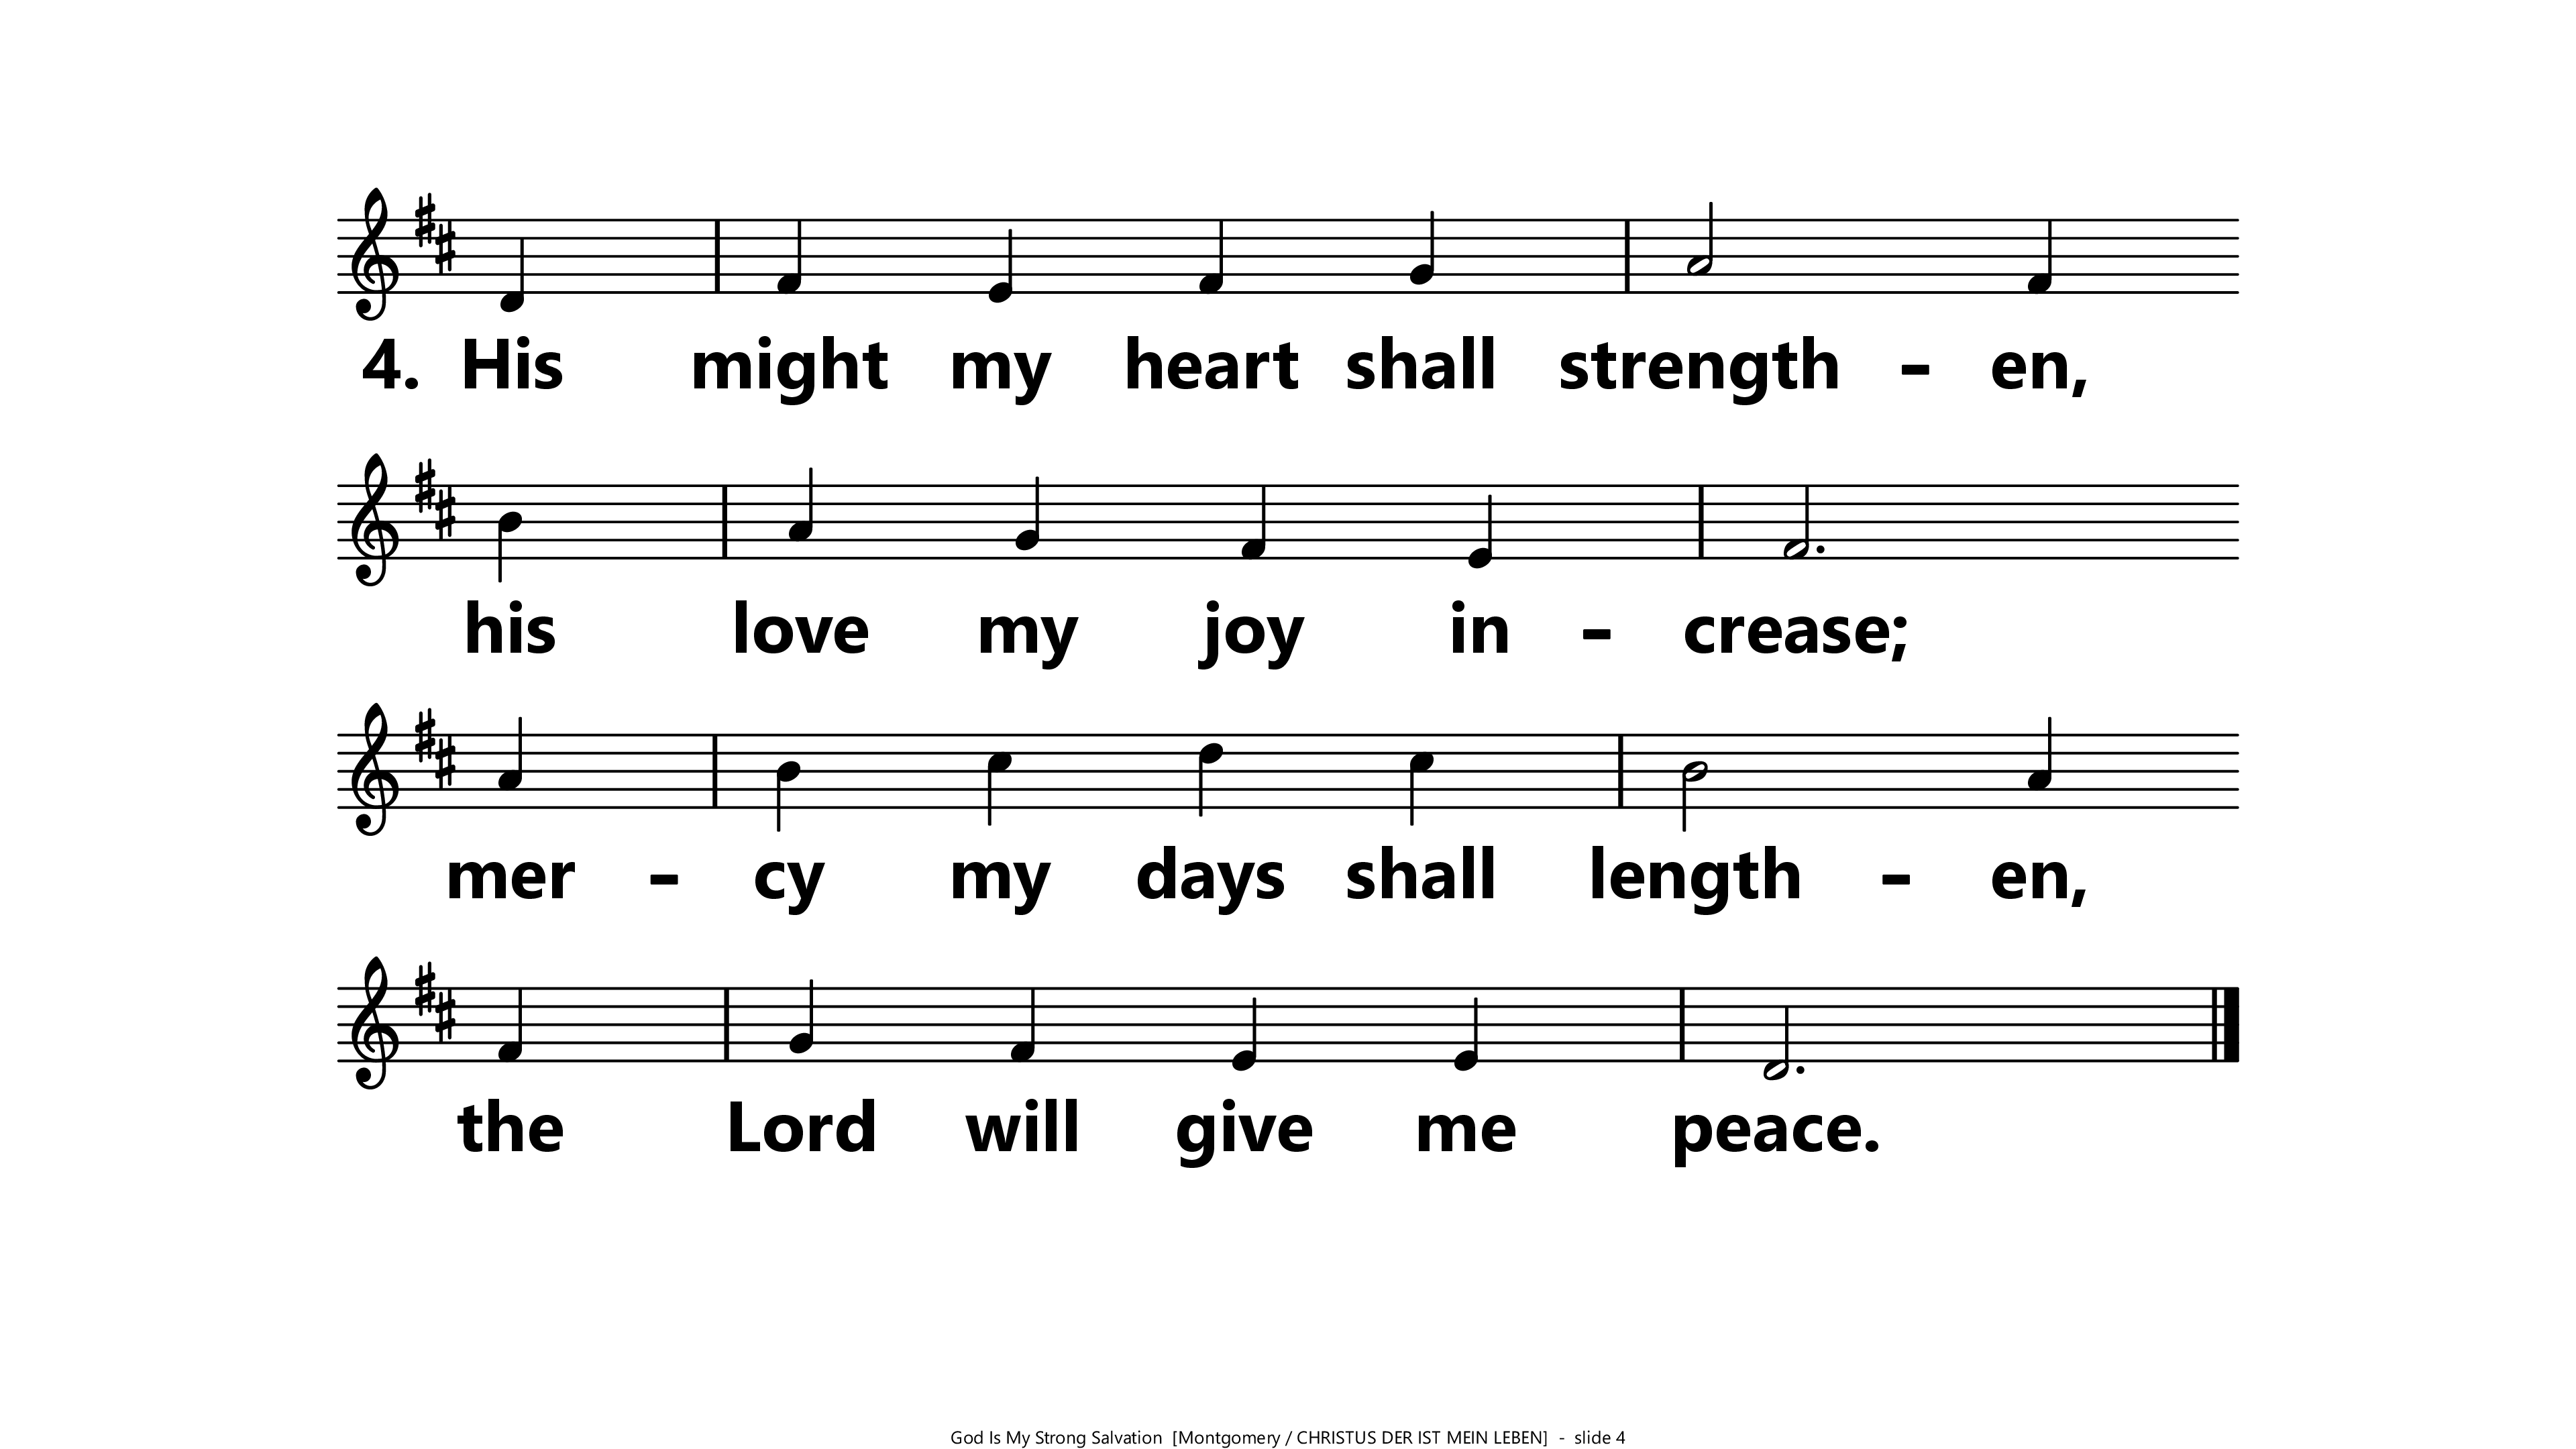 4. His might my heart shall strength - en,
his love my joy in - crease;
mer - cy my days shall length - en,
the Lord will give me peace.
God Is My Strong Salvation [Montgomery / CHRISTUS DER IST MEIN LEBEN] - slide 4